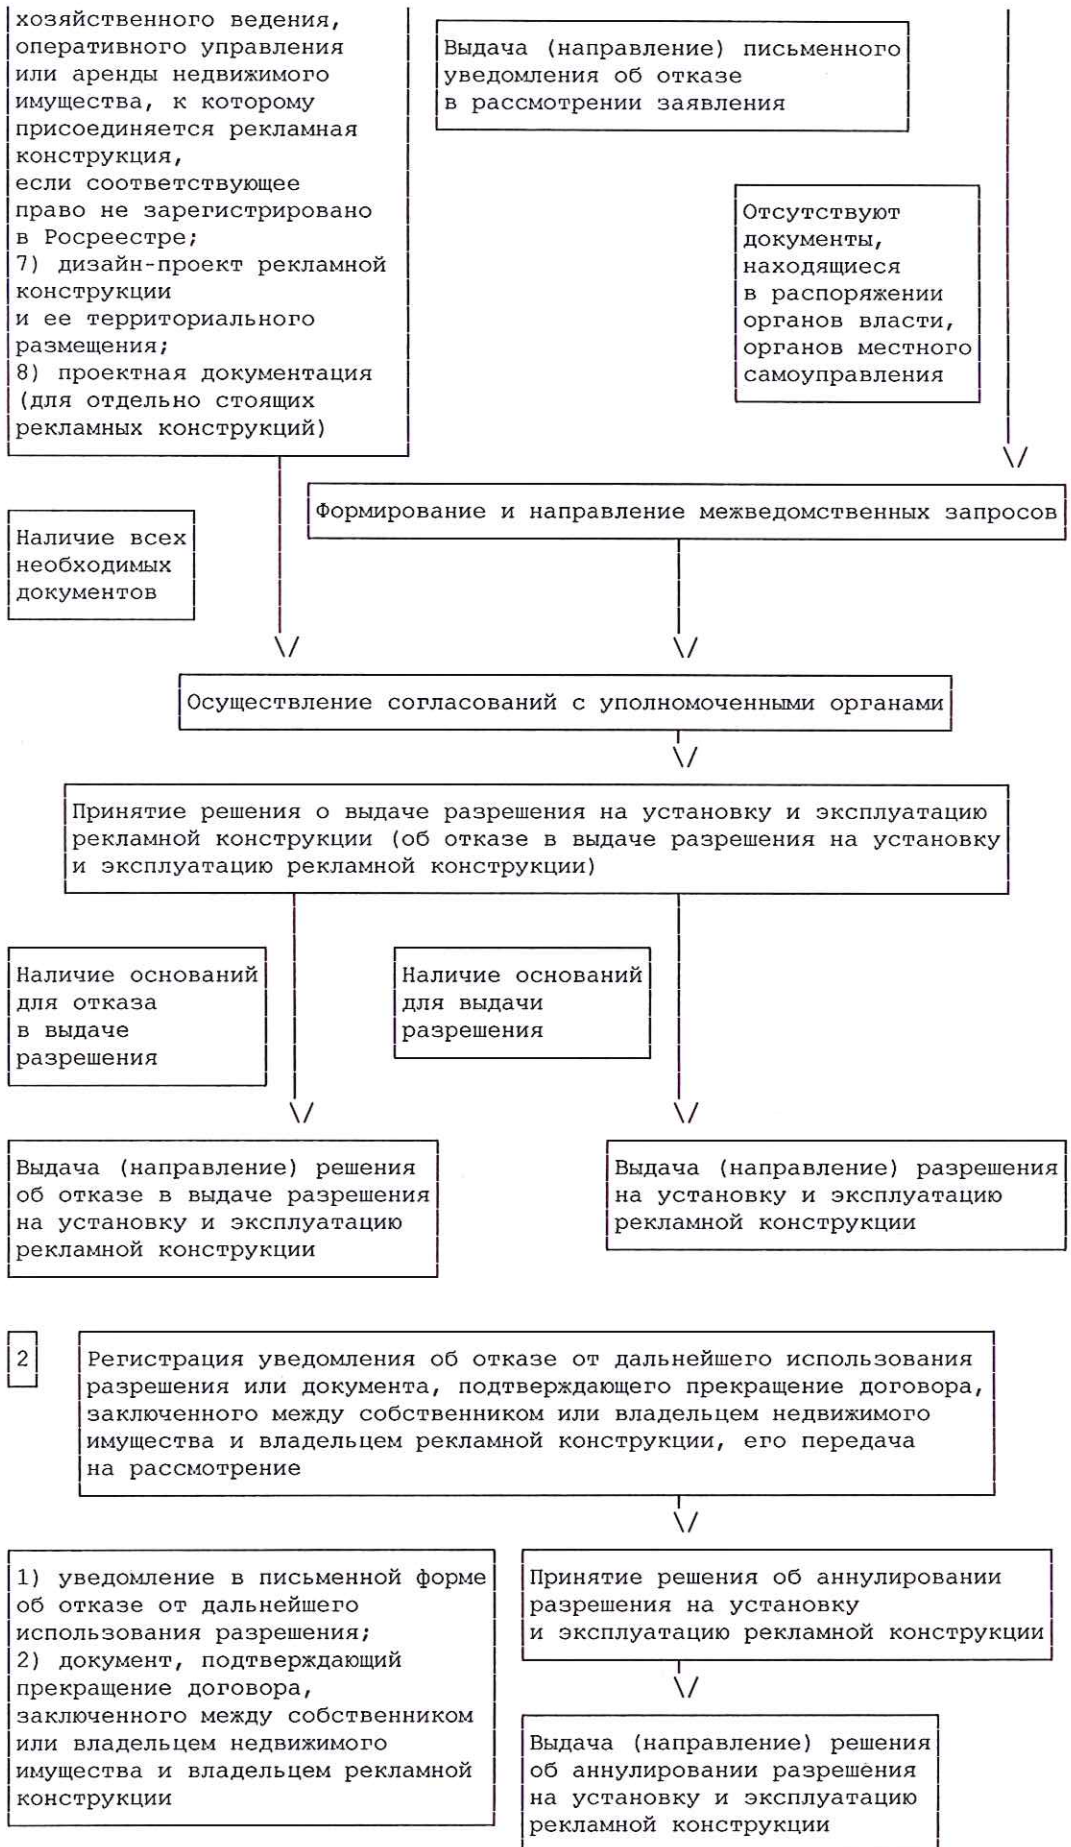 хозяйственного ведения,
оперативного управления
или аренды недвижимого
имущества, к которому
присоединяется рекламная
конструкция,
если соответствующее
право не зарегистрировано
в Росреестре;
7) дизайн-проект рекламной
конструкции
и ее территориального
размещения;
8) проектная документация
(для отдельно стоящих
рекламных конструкций)
Выдача (направление) письменного
уведомления об отказе
в рассмотрении заявления
Отсутствуют
документы,
находящиеся
в распоряжении
органов власти,
органов местного
самоуправления
Формирование и направление межведомственных запросов
Наличие всех
необходимых
документов
Осуществление согласований с уполномоченными органами
Принятие решения о выдаче разрешения на установку и эксплуатацию
рекламной конструкции (об отказе в выдаче разрешения на установку
и эксплуатацию рекламной конструкции)
Наличие оснований
для отказа
в выдаче
разрешения
Наличие оснований
для выдачи
разрешения
Выдача (направление) решения
об отказе в выдаче разрешения
на установку и эксплуатацию
рекламной конструкции
Выдача (направление) разрешения
на установку и эксплуатацию
рекламной конструкции
2
Регистрация уведомления об отказе от дальнейшего использования
разрешения или документа, подтверждающего прекращение договора,
заключенного между собственником или владельцем недвижимого
имущества и владельцем рекламной конструкции, его передача
на рассмотрение
1) уведомление в письменной форме
об отказе от дальнейшего
использования разрешения;
2) документ, подтверждающий
прекращение договора,
заключенного между собственником
или владельцем недвижимого
имущества и владельцем рекламной
конструкции
Принятие решения об аннулировании
разрешения на установку
и эксплуатацию рекламной конструкции
Выдача (направление) решения
об аннулировании разрешения
на установку и эксплуатацию
рекламной конструкции